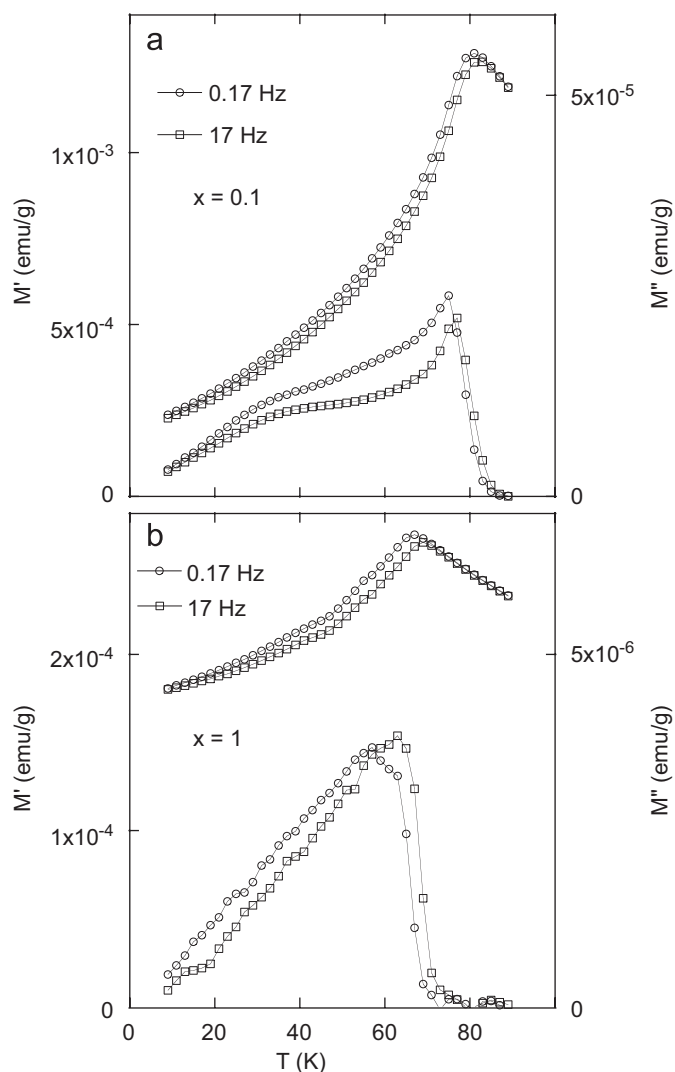 a
0.17 Hz
17 Hz
x = 0.1
1x10⁻³
5x10⁻⁴
0
M' (emu/g)
5x10⁻⁵
0
M" (emu/g)
b
0.17 Hz
17 Hz
x = 1
2x10⁻⁴
1x10⁻⁴
0
M' (emu/g)
5x10⁻⁶
0
M" (emu/g)
0 20 40 60 80 100
T (K)